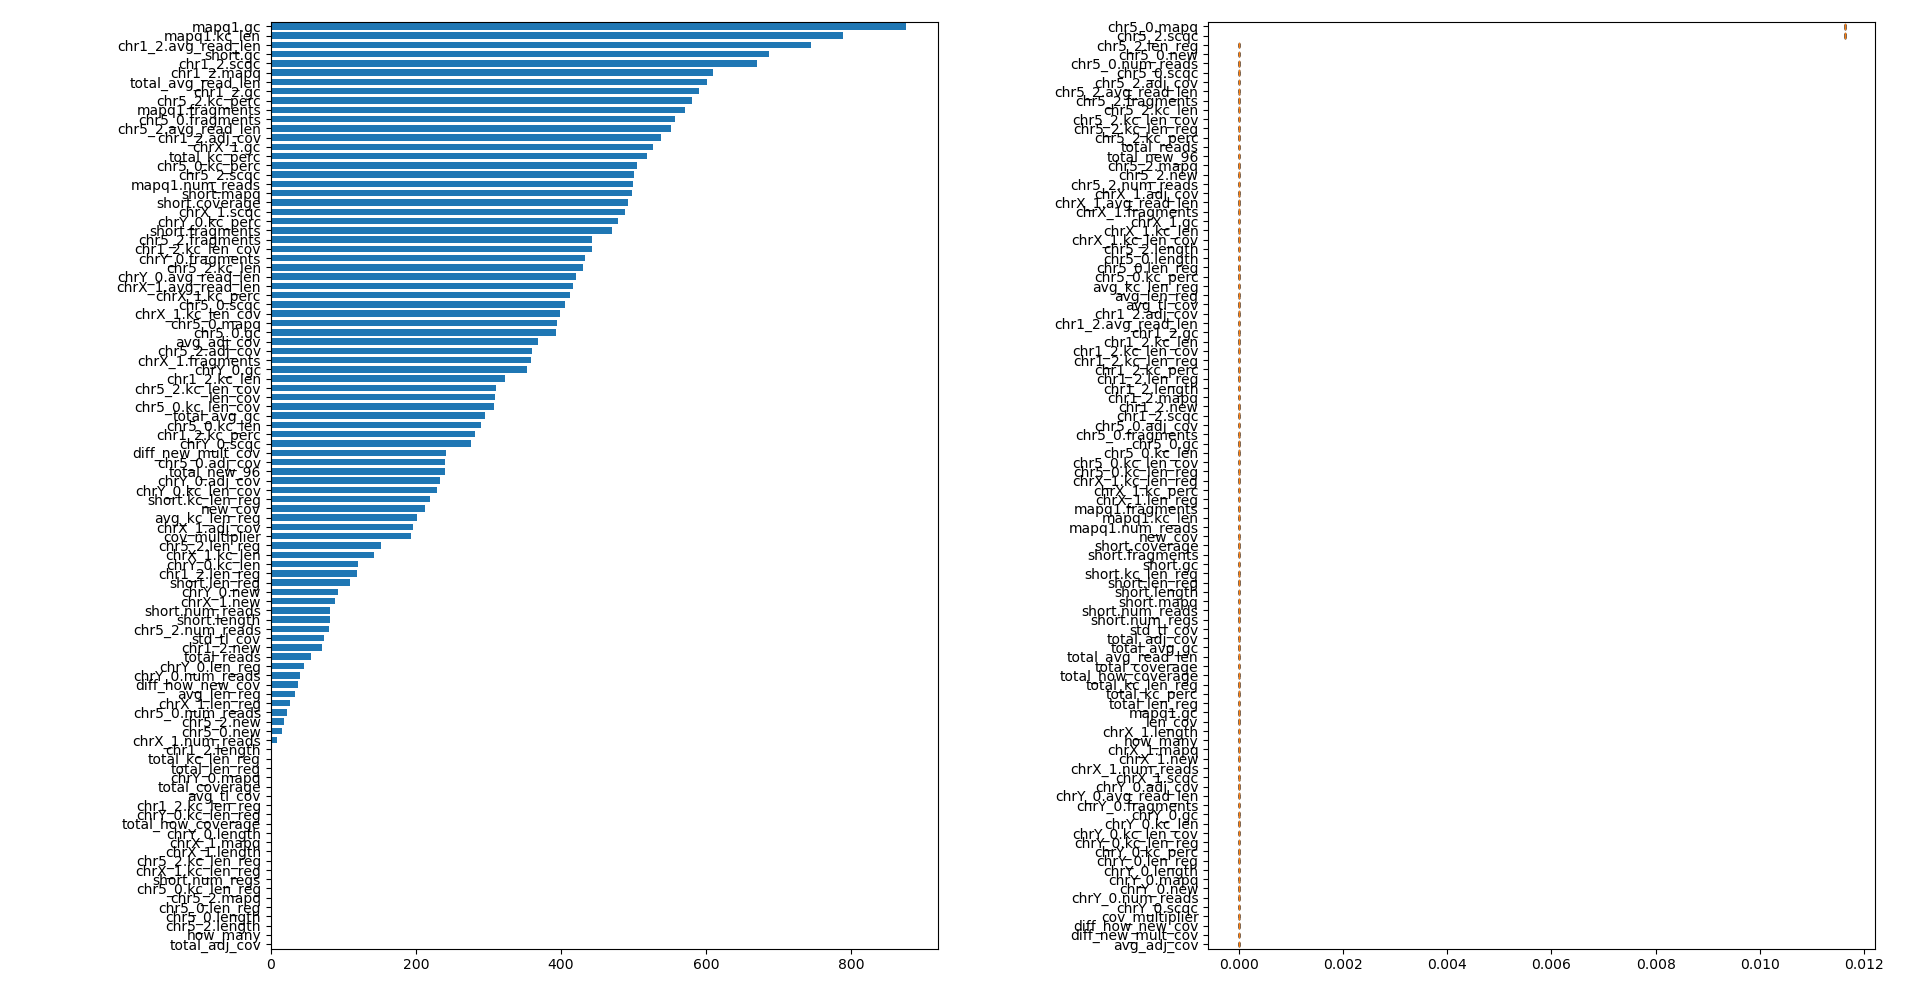 mapq1.gc
mapq1.kc_len
chr1_2.avg_read_len
short.gc
chr1_2.scgc
chr1_2.mapq
total_avg_read_len
chr1_2.gc
chr5_2.kc_perc
mapq1.fragments
chr5_0.fragments
chr5_2.avg_read_len
chr1_2.adj_cov
chrX_1.gc
total_kc_perc
chr5_0.kc_perc
chr5_2.scgc
mapq1.num_reads
short.mapq
short.coverage
chrX_1.scgc
chrY_0.kc_perc
short.fragments
chr5_2.fragments
chr1_2.kc_len_cov
chrY_0.fragments
chr5_2.kc_len
chrY_0.avg_read_len
chrX_1.avg_read_len
chrX_1.kc_perc
chr5_0.scgc
chrX_1.kc_len_cov
chr5_0.mapq
chr5_0.gc
avg_adj_cov
chr5_2.adj_cov
chrX_1.fragments
chrY_0.gc
chr1_2.kc_len
chr5_2.kc_len_cov
len_cov
chr5_0.kc_len_cov
total_avg_gc
chr5_0.kc_len
chr1_2.kc_perc
chrY_0.scgc
diff_new_mult_cov
chr5_0.adj_cov
total_new_96
chrY_0.adj_cov
chrY_0.kc_len_cov
short.kc_len_reg
new_cov
avg_kc_len_reg
chrX_1.adj_cov
cov_multiplier
chr5_2.len_reg
chrX_1.kc_len
chrY_0.kc_len
chr1_2.len_reg
short.len_reg
chrY_0.new
chrX_1.new
short.num_reads
short.length
chr5_2.num_reads
std_tl_cov
chr1_2.new
total_reads
chrY_0.len_reg
chrY_0.num_reads
diff_how_new_cov
avg_len_reg
chrX_1.len_reg
chr5_0.num_reads
chr5_2.new
chr5_0.new
chrX_1.num_reads
chr1_2.length
total_kc_len_reg
total_len_reg
chrY_0.mapq
total_coverage
avg_tl_cov
chr1_2.kc_len_reg
chrY_0.kc_len_reg
total_how_coverage
chrY_0.length
chrX_1.mapq
chrX_1.length
chr5_2.kc_len_reg
chrX_1.kc_len_reg
short.num_regs
chr5_0.kc_len_reg
chr5_2.mapq
chr5_0.len_reg
chr5_0.length
chr5_2.length
how_many
total_adj_cov
0 200 400 600 800
chr5_0.mapq
chr5_2.scgc
chr5_2.len_reg
chr5_0.new
chr5_0.num_reads
chr5_0.scgc
chr5_2.adj_cov
chr5_2.avg_read_len
chr5_2.fragments
chr5_2.kc_len
chr5_2.kc_len_cov
chr5_2.kc_len_reg
chr5_2.kc_perc
total_reads
total_new_96
chr5_2.mapq
chr5_2.new
chr5_2.num_reads
chrX_1.adj_cov
chrX_1.avg_read_len
chrX_1.fragments
chrX_1.gc
chrX_1.kc_len
chrX_1.kc_len_cov
chr5_2.length
chr5_0.length
chr5_0.len_reg
chr5_0.kc_perc
avg_kc_len_reg
avg_len_reg
avg_tl_cov
chr1_2.adj_cov
chr1_2.avg_read_len
chr1_2.gc
chr1_2.kc_len
chr1_2.kc_len_cov
chr1_2.kc_len_reg
chr1_2.kc_perc
chr1_2.len_reg
chr1_2.length
chr1_2.mapq
chr1_2.new
chr1_2.scgc
chr5_0.adj_cov
chr5_0.fragments
chr5_0.gc
chr5_0.kc_len
chr5_0.kc_len_cov
chr5_0.kc_len_reg
chrX_1.kc_len_reg
chrX_1.kc_perc
chrX_1.len_reg
mapq1.fragments
mapq1.kc_len
mapq1.num_reads
new_cov
short.coverage
short.fragments
short.gc
short.kc_len_reg
short.len_reg
short.length
short.mapq
short.num_reads
short.num_regs
std_tl_cov
total_adj_cov
total_avg_gc
total_avg_read_len
total_coverage
total_how_coverage
total_kc_len_reg
total_kc_perc
total_len_reg
mapq1.gc
len_cov
chrX_1.length
how_many
chrX_1.mapq
chrX_1.new
chrX_1.num_reads
chrX_1.scgc
chrY_0.adj_cov
chrY_0.avg_read_len
chrY_0.fragments
chrY_0.gc
chrY_0.kc_len
chrY_0.kc_len_cov
chrY_0.kc_len_reg
chrY_0.kc_perc
chrY_0.len_reg
chrY_0.length
chrY_0.mapq
chrY_0.new
chrY_0.num_reads
chrY_0.scgc
cov_multiplier
diff_how_new_cov
diff_new_mult_cov
avg_adj_cov
0.000 0.002 0.004 0.006 0.008 0.010 0.012